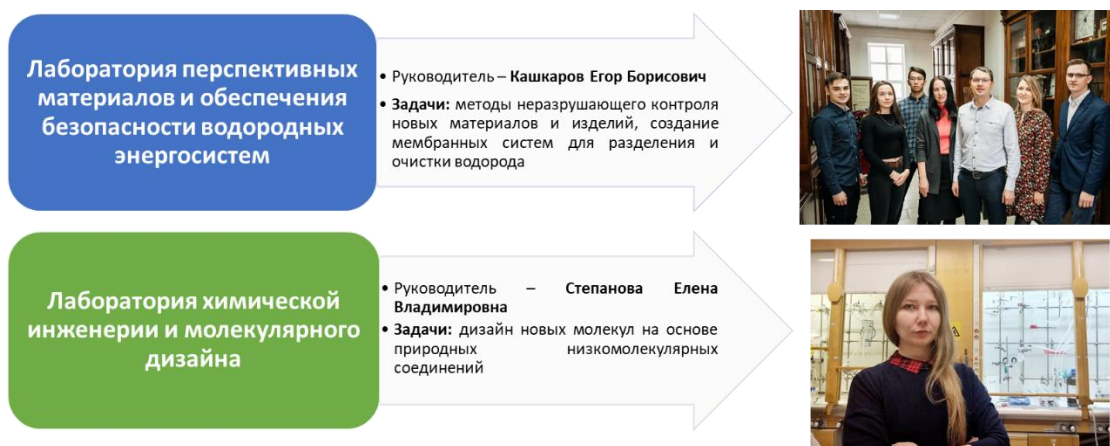 Лаборатория перспективных
материалов и обеспечения
безопасности водородных
энергосистем
• Руководитель – Кашкаров Егор Борисович
• Задачи: методы неразрушающего контроля
новых материалов и изделий, создание
мембранных систем для разделения и
очистки водорода
Лаборатория химической
инженерии и молекулярного
дизайна
• Руководитель – Степанова Елена
Владимировна
• Задачи: дизайн новых молекул на основе
природных низкомолекулярных
соединений